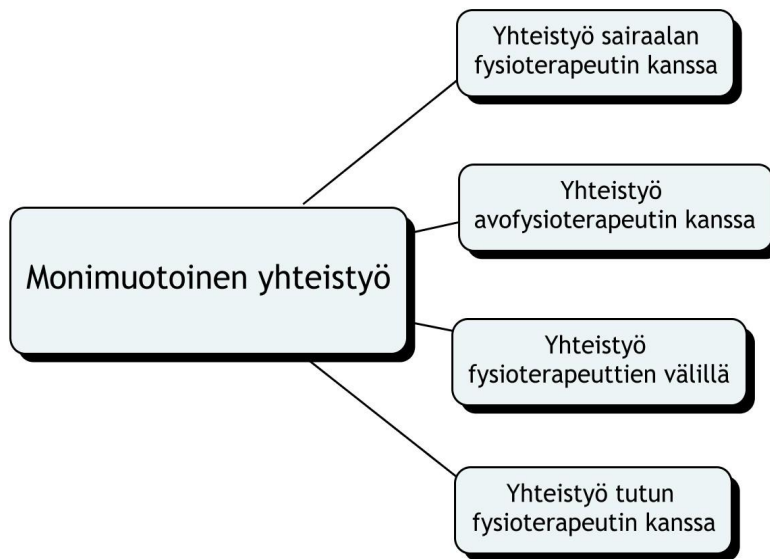 Yhteistyö sairaalan
fysioterapeutin kanssa
Yhteistyö
avofysioterapeutin kanssa
Monimuotoinen yhteistyö
Yhteistyö
fysioterapeuttien välillä
Yhteistyö tutun
fysioterapeutin kanssa